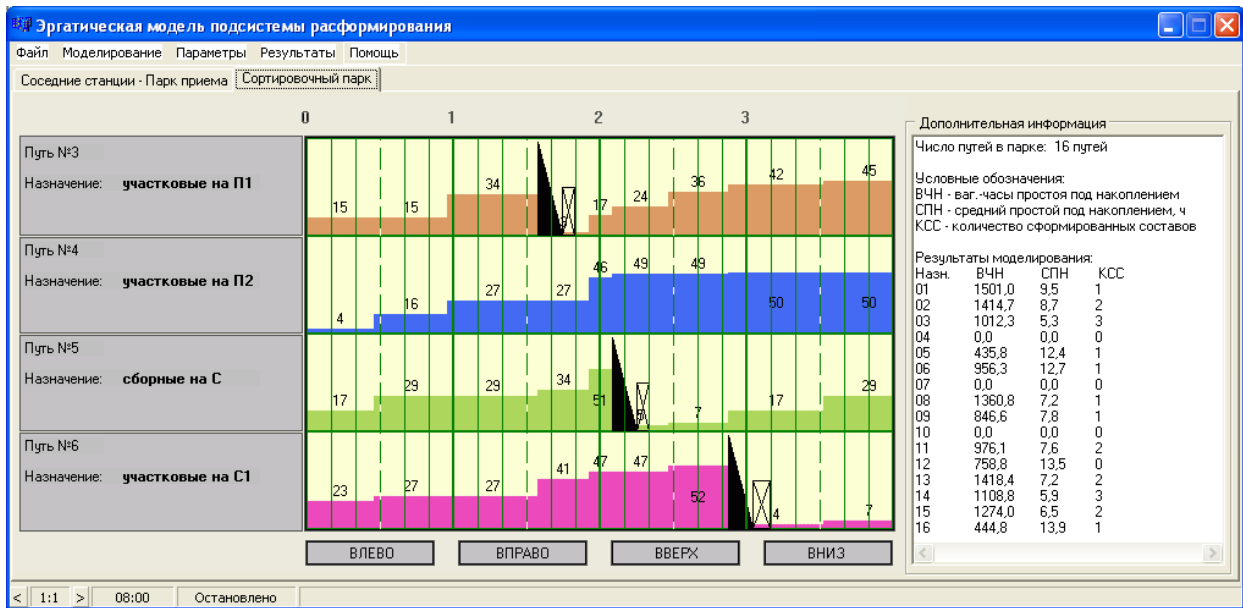 Эргатическая модель подсистемы расформирования
Файл Моделирование Параметры Результаты Помощь
Соседние станции - Парк приема Сортировочный парк
0 1 2 3
Путь №3
Назначение: участковые на П1
15 15 34 17 24 36 42 45
Путь №4
Назначение: участковые на П2
4 16 27 27 46 49 49 50 50
Путь №5
Назначение: сборные на С
17 29 29 34 51 7 17 29
Путь №6
Назначение: участковые на С1
23 27 27 41 47 47 52 4 7
ВЛЕВО ВПРАВО ВВЕРХ ВНИЗ
Дополнительная информация
Число путей в парке: 16 путей
Условные обозначения:
ВЧН - ваг.-часы простоя под накоплением
СПН - средний простой под накоплением, ч
КСС - количество сформированных составов
Результаты моделирования:
Назн. ВЧН СПН КСС
01 1501,0 9,5 1
02 1414,7 8,7 2
03 1012,3 5,3 3
04 0,0 0,0 0
05 435,8 12,4 1
06 956,3 12,7 1
07 0,0 0,0 0
08 1360,8 7,2 1
09 846,6 7,8 1
10 0,0 0,0 0
11 976,1 7,6 2
12 758,8 13,5 0
13 1418,4 7,2 2
14 1108,8 5,9 3
15 1274,0 6,5 2
16 444,8 13,9 1
< 1:1 > 08:00 Остановлено